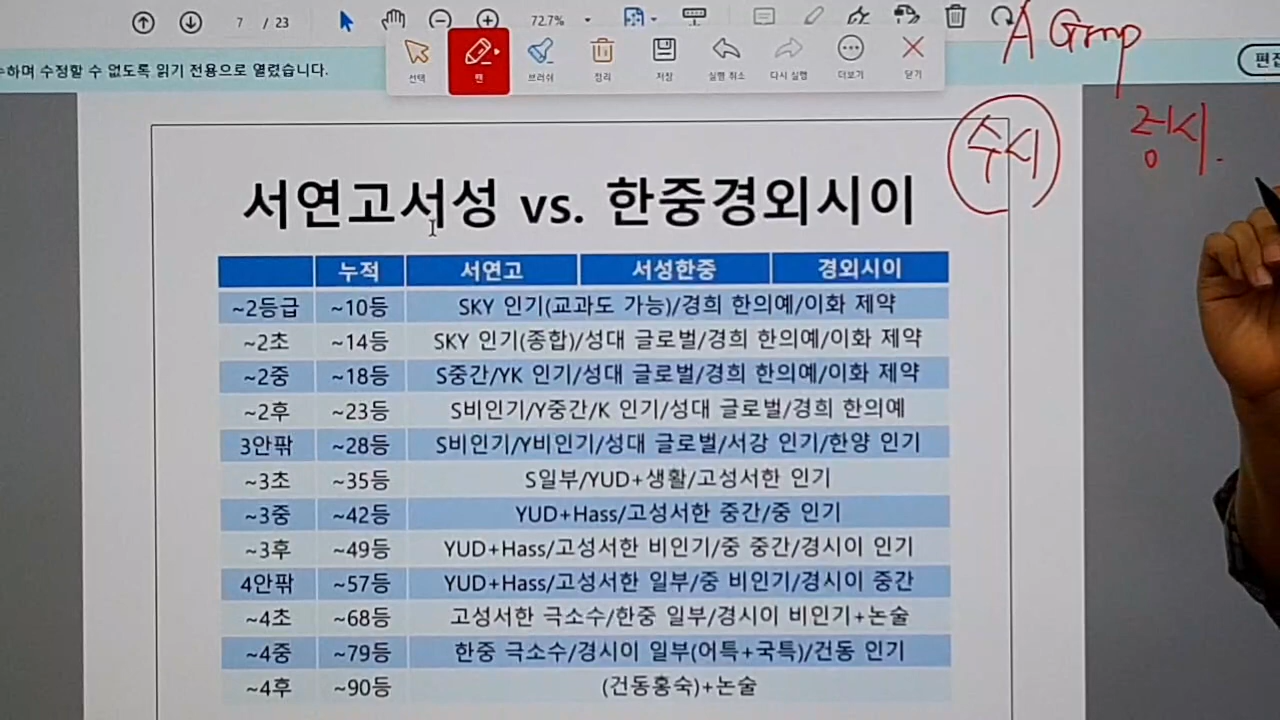 7 / 23 72.7%
하며 수정할 수 없도록 읽기 전용으로 열렸습니다.
선택 펜 브러쉬 정리 저장 실행 취소 다시 실행 더보기 닫기
편집
A Group
수시 정시.
서연고서성 vs. 한중경외시이
누적 서연고 서성한중 경외시이
~2등급 ~10등 SKY 인기(교과도 가능)/경희 한의예/이화 제약
~2초 ~14등 SKY 인기(종합)/성대 글로벌/경희 한의예/이화 제약
~2중 ~18등 S중간/YK 인기/성대 글로벌/경희 한의예/이화 제약
~2후 ~23등 S비인기/Y중간/K 인기/성대 글로벌/경희 한의예
3안팎 ~28등 S비인기/Y비인기/성대 글로벌/서강 인기/한양 인기
~3초 ~35등 S일부/YUD+생활/고성서한 인기
~3중 ~42등 YUD+Hass/고성서한 중간/중 인기
~3후 ~49등 YUD+Hass/고성서한 비인기/중 중간/경시이 인기
4안팎 ~57등 YUD+Hass/고성서한 일부/중 비인기/경시이 중간
~4초 ~68등 고성서한 극소수/한중 일부/경시이 비인기+논술
~4중 ~79등 한중 극소수/경시이 일부(어특+국특)/건동 인기
~4후 ~90등 (건동홍숙)+논술